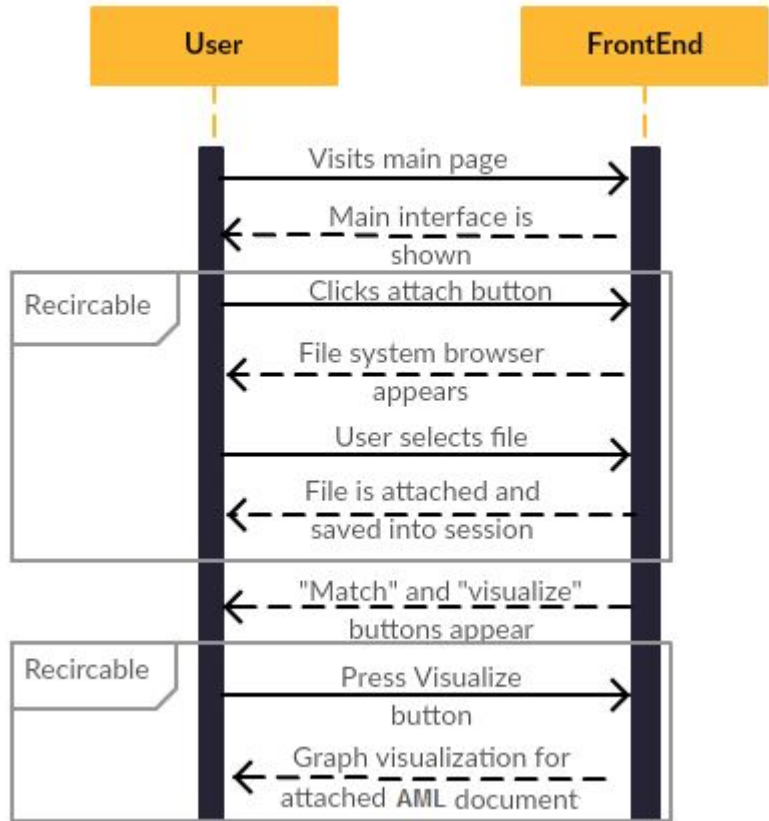 User
FrontEnd
Visits main page
Main interface is
shown
Recircable
Clicks attach button
File system browser
appears
User selects file
File is attached and
saved into session
"Match" and "visualize"
buttons appear
Recircable
Press Visualize
button
Graph visualization for
attached AML document